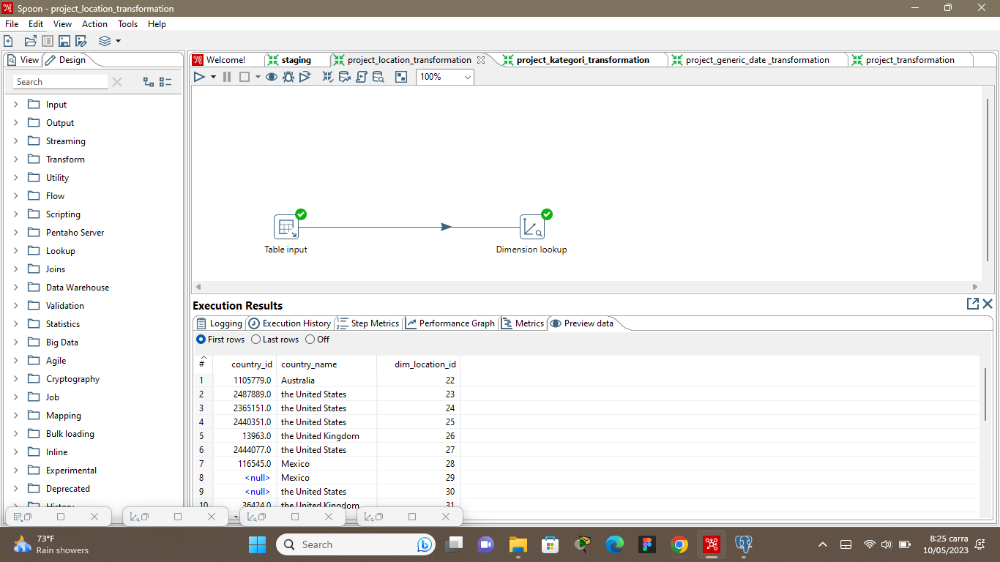 Spoon - project_location_transformation
File Edit View Action Tools Help
View Design
Welcome! staging project_location_transformation project_kategori_transformation project_generic_date _transformation project_transformation
Search
100%
Input
Output
Streaming
Transform
Utility
Flow
Scripting
Pentaho Server
Lookup
Joins
Data Warehouse
Validation
Statistics
Big Data
Agile
Cryptography
Job
Mapping
Bulk loading
Inline
Experimental
Deprecated
History
Table input Dimension lookup
Execution Results
Logging Execution History Step Metrics Performance Graph Metrics Preview data
First rows Last rows Off
# country_id country_name dim_location_id
1 1105779.0 Australia 22
2 2487889.0 the United States 23
3 2365151.0 the United States 24
4 2440351.0 the United States 25
5 13963.0 the United Kingdom 26
6 2444077.0 the United States 27
7 116545.0 Mexico 28
8 <null> Mexico 29
9 <null> the United States 30
10 36424.0 the United Kingdom 31
73°F
Rain showers
Search
8:25 carra
10/05/2023